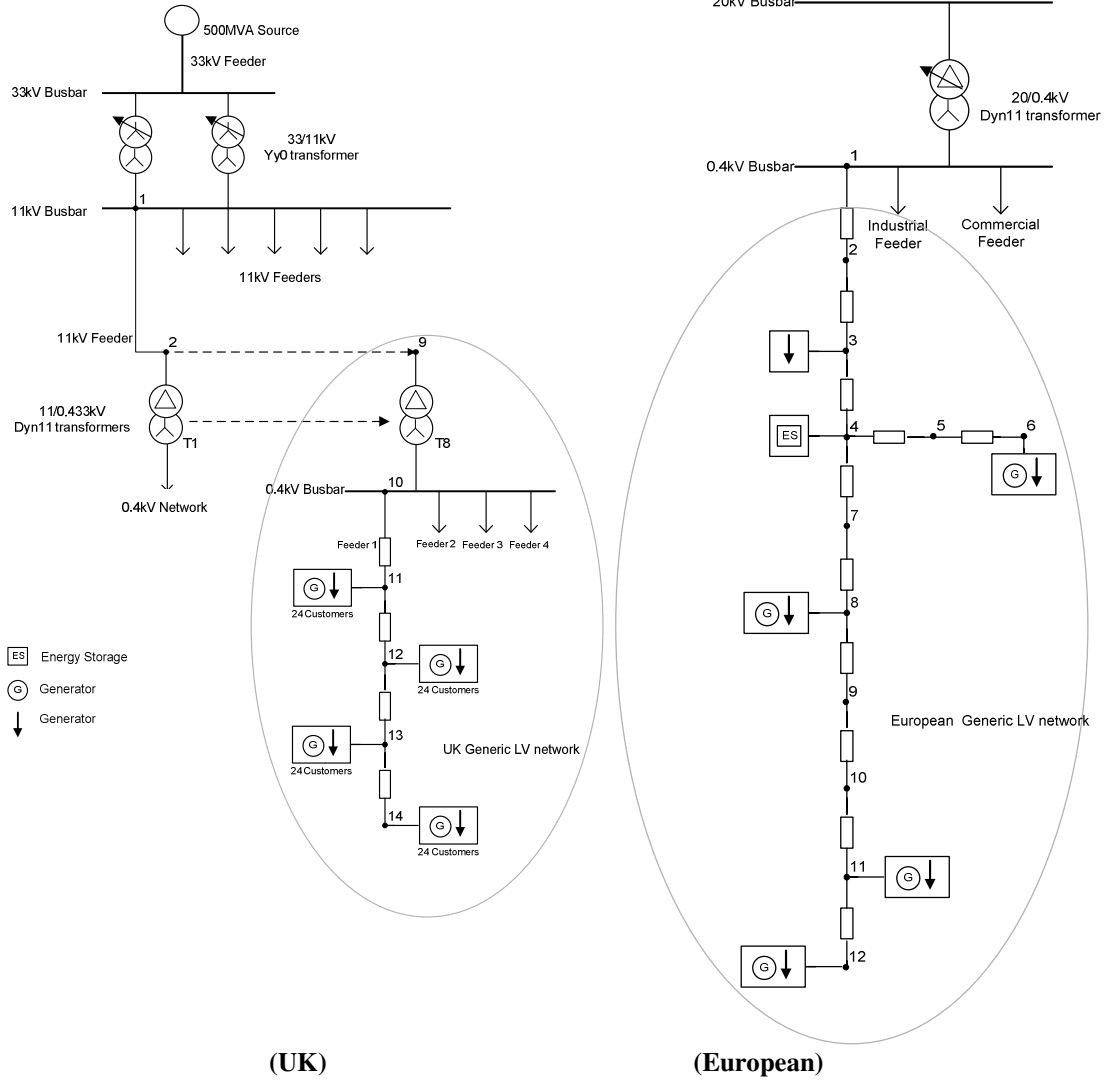 500MVA Source
33kV Feeder
33kV Busbar
33/11kV
Yy0 transformer
1
11kV Busbar
11kV Feeders
11kV Feeder
2
9
11/0.433kV
Dyn11 transformers
T1
T8
0.4kV Network
0.4kV Busbar
10
Feeder 1
Feeder 2
Feeder 3
Feeder 4
G
11
24 Customers
12
G
24 Customers
G
13
24 Customers
UK Generic LV network
14
G
24 Customers
ES
Energy Storage
G
Generator
Generator
(UK)
20kV Busbar
20/0.4kV
Dyn11 transformer
0.4kV Busbar
1
Industrial
Feeder
Commercial
Feeder
2
3
ES
4
5
6
G
7
G
8
9
European Generic LV network
10
11
G
G
12
(European)